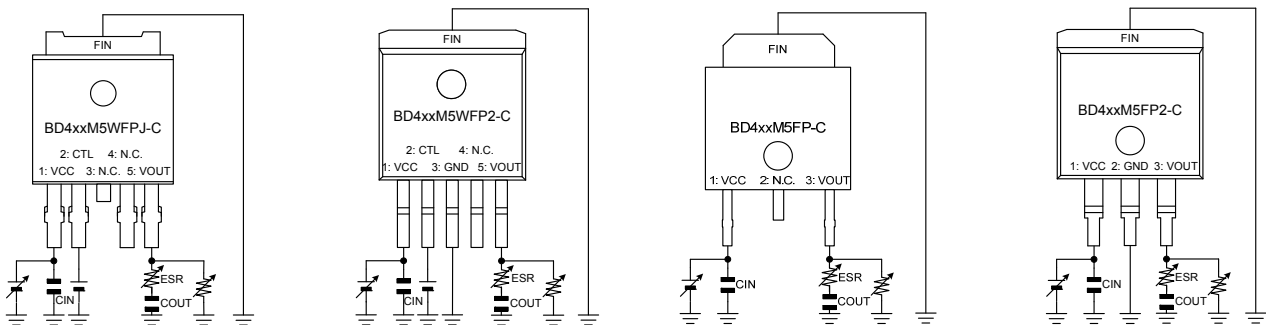 FIN
BD4xxM5WFPJ-C
2: CTL 4: N.C.
1: VCC 3: N.C. 5: VOUT
CIN
ESR
COUT
FIN
BD4xxM5WFP2-C
2: CTL 4: N.C.
1: VCC 3: GND 5: VOUT
CIN
ESR
COUT
FIN
BD4xxM5FP-C
1: VCC 2: N.C. 3: VOUT
CIN
ESR
COUT
FIN
BD4xxM5FP2-C
1: VCC 2: GND 3: VOUT
CIN
ESR
COUT